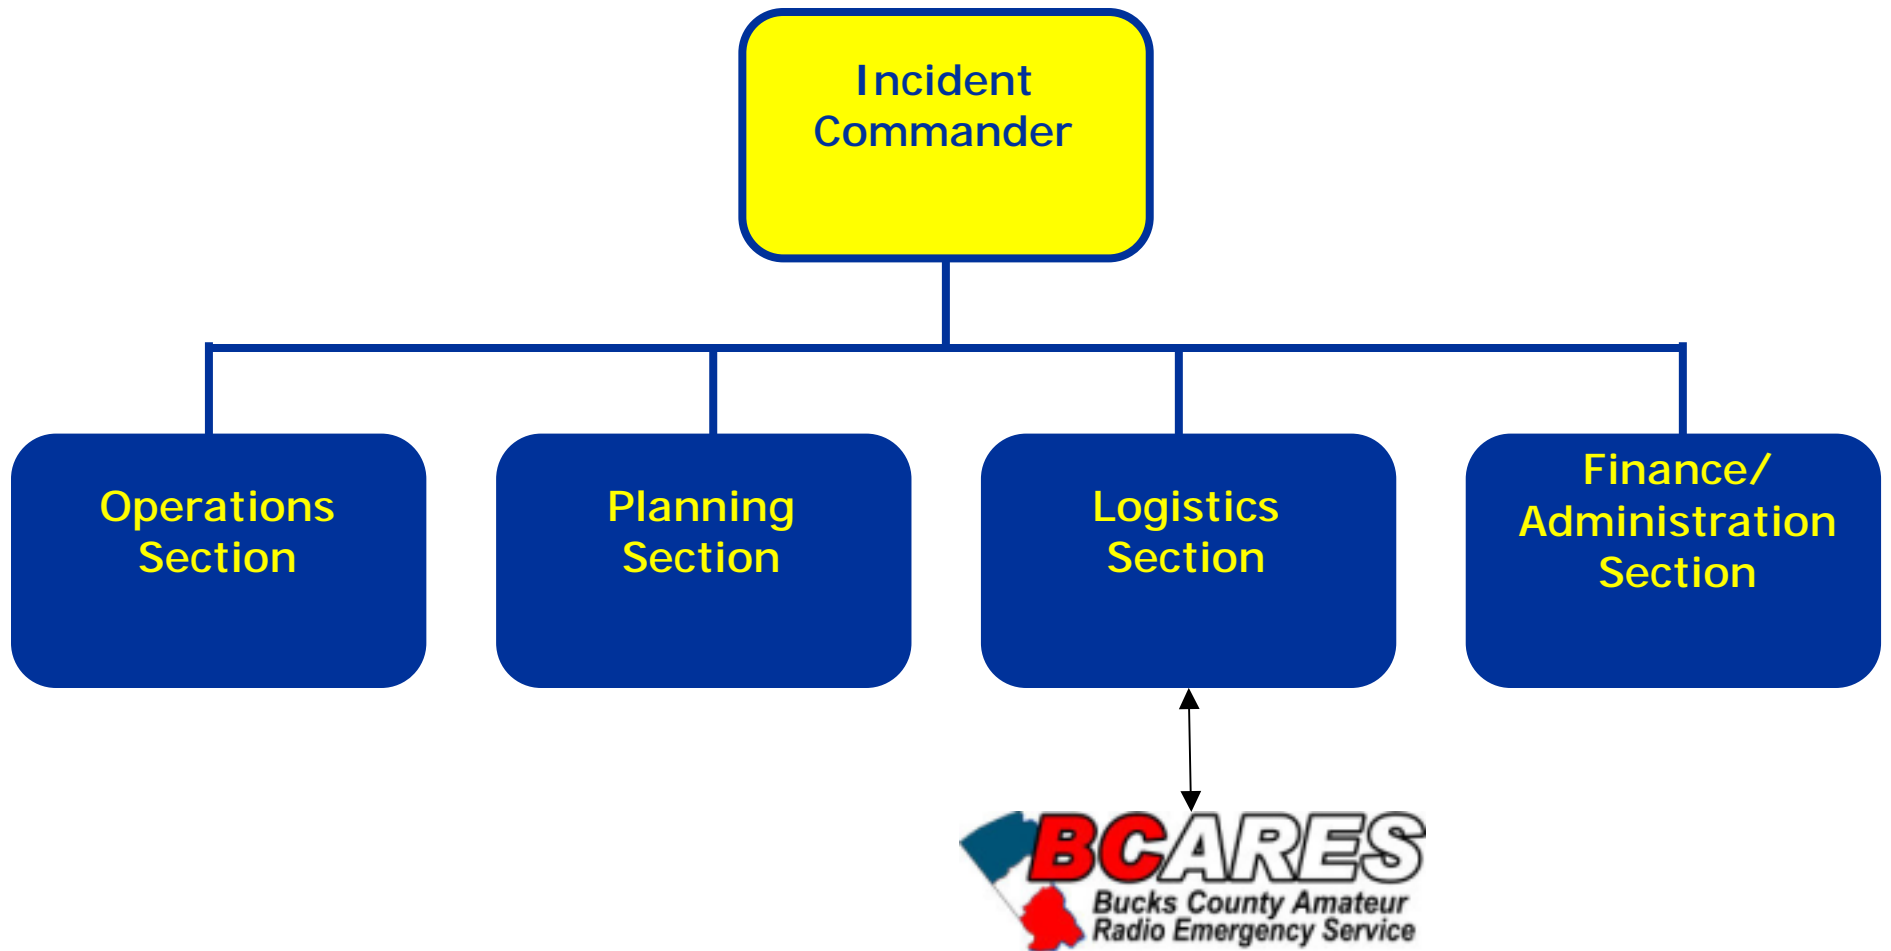 Incident
Commander
Operations
Section
Planning
Section
Logistics
Section
Finance/
Administration
Section
BCARES
Bucks County Amateur
Radio Emergency Service